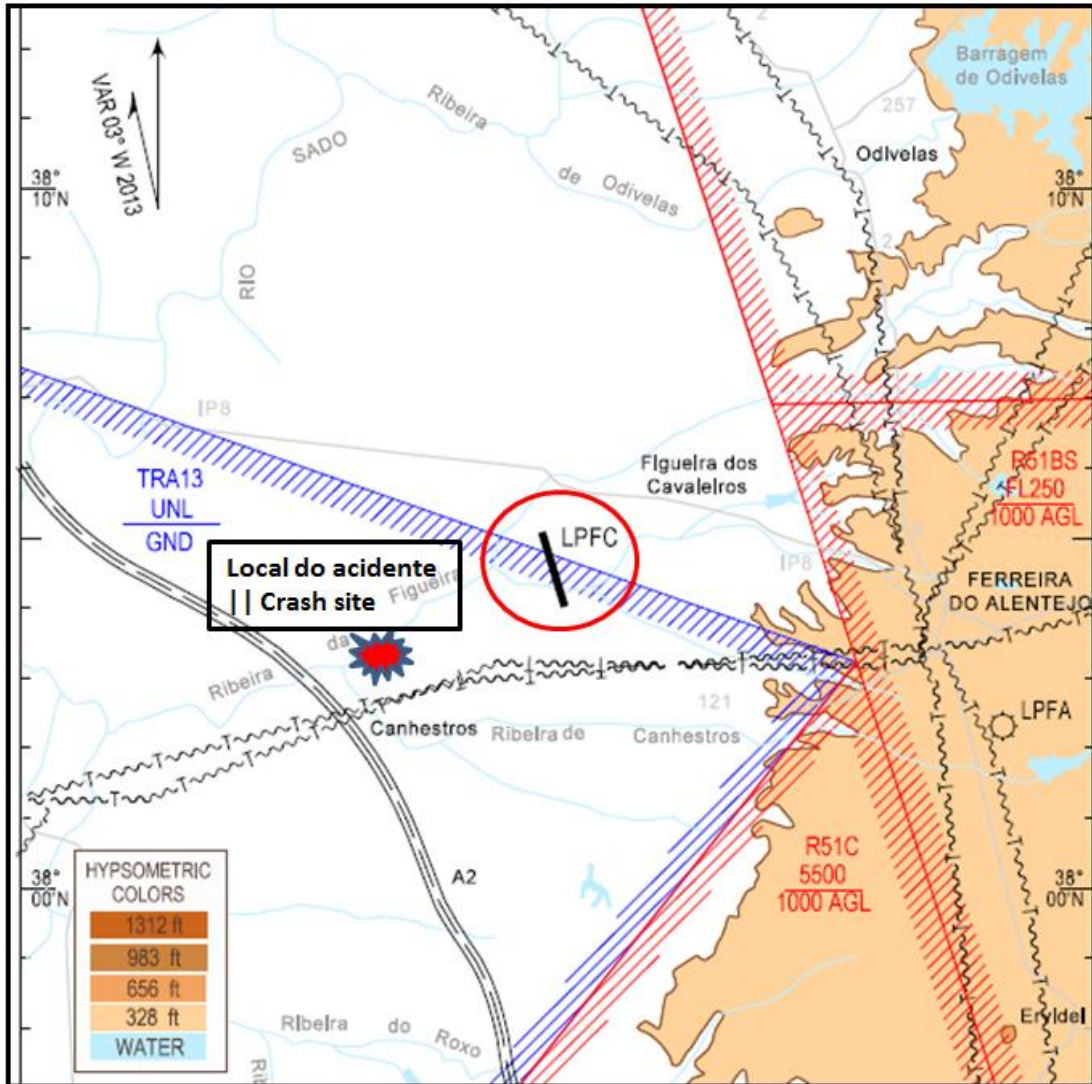 Barragem
de Odivelas
2
257
Ribeira
VAR 03° W 2013
SADO
Odivelas
38°
10'N
38°
10'N
de Odivelas
2
RIO
IP8
Figueira dos
Cavaleiros
R51BS
FL250
1000 AGL
TRA13
UNL
GND
LPFC
IP8
Local do acidente
|| Crash site
Figueira
FERREIRA
DO ALENTEJO
da
Ribeira
121
LPFA
Canhestros
Ribeira de
Canhestros
R51C
5500
1000 AGL
HYPSOMETRIC
COLORS
1312 ft
983 ft
656 ft
328 ft
WATER
38°
00'N
A2
38°
00'N
Ribeira do Roxo
Ervidel